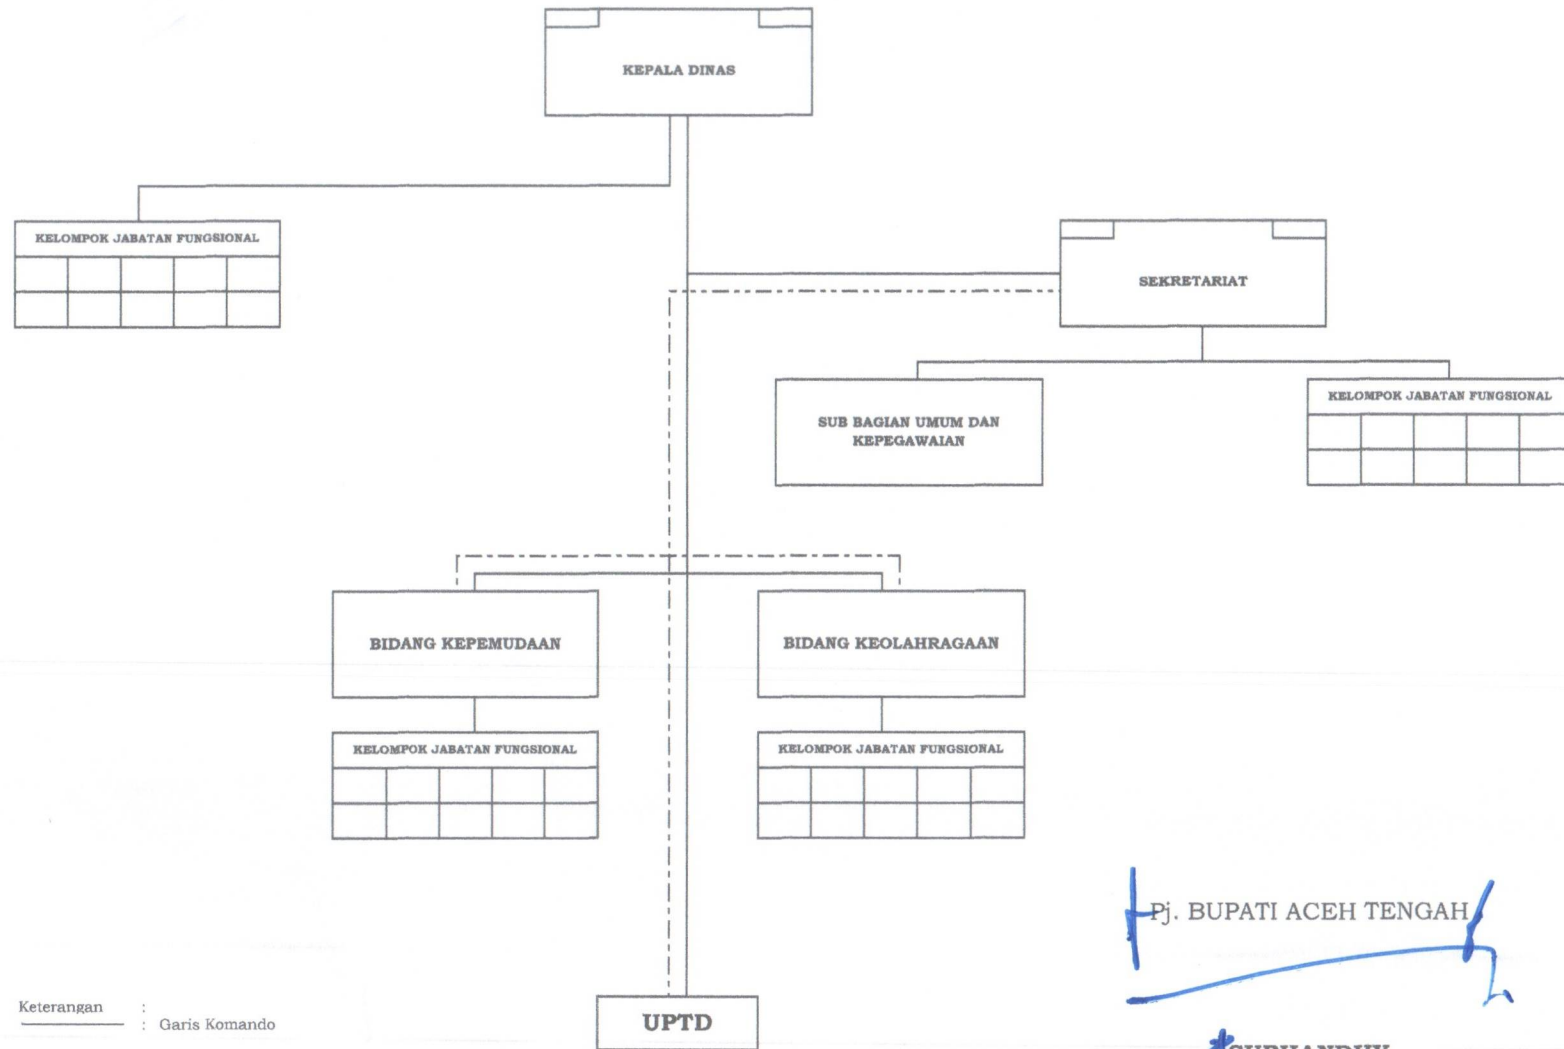 KEPALA DINAS
KELOMPOK JABATAN FUNGSIONAL
SEKRETARIAT
SUB BAGIAN UMUM DAN
KEPEGAWAIAN
KELOMPOK JABATAN FUNGSIONAL
BIDANG KEPEMUDAAN
BIDANG KEOLAHRAGAAN
KELOMPOK JABATAN FUNGSIONAL
KELOMPOK JABATAN FUNGSIONAL
Pj. BUPATI ACEH TENGAH
Keterangan :
: Garis Komando
UPTD